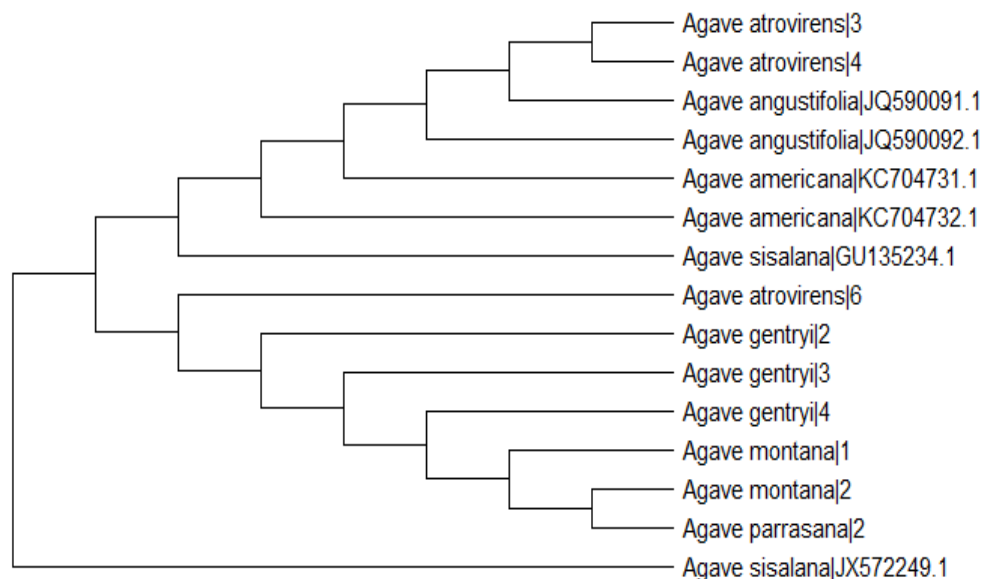 Agave atrovirens|3
Agave atrovirens|4
Agave angustifolia|JQ590091.1
Agave angustifolia|JQ590092.1
Agave americana|KC704731.1
Agave americana|KC704732.1
Agave sisalana|GU135234.1
Agave atrovirens|6
Agave gentryi|2
Agave gentryi|3
Agave gentryi|4
Agave montana|1
Agave montana|2
Agave parrasana|2
Agave sisalana|JX572249.1